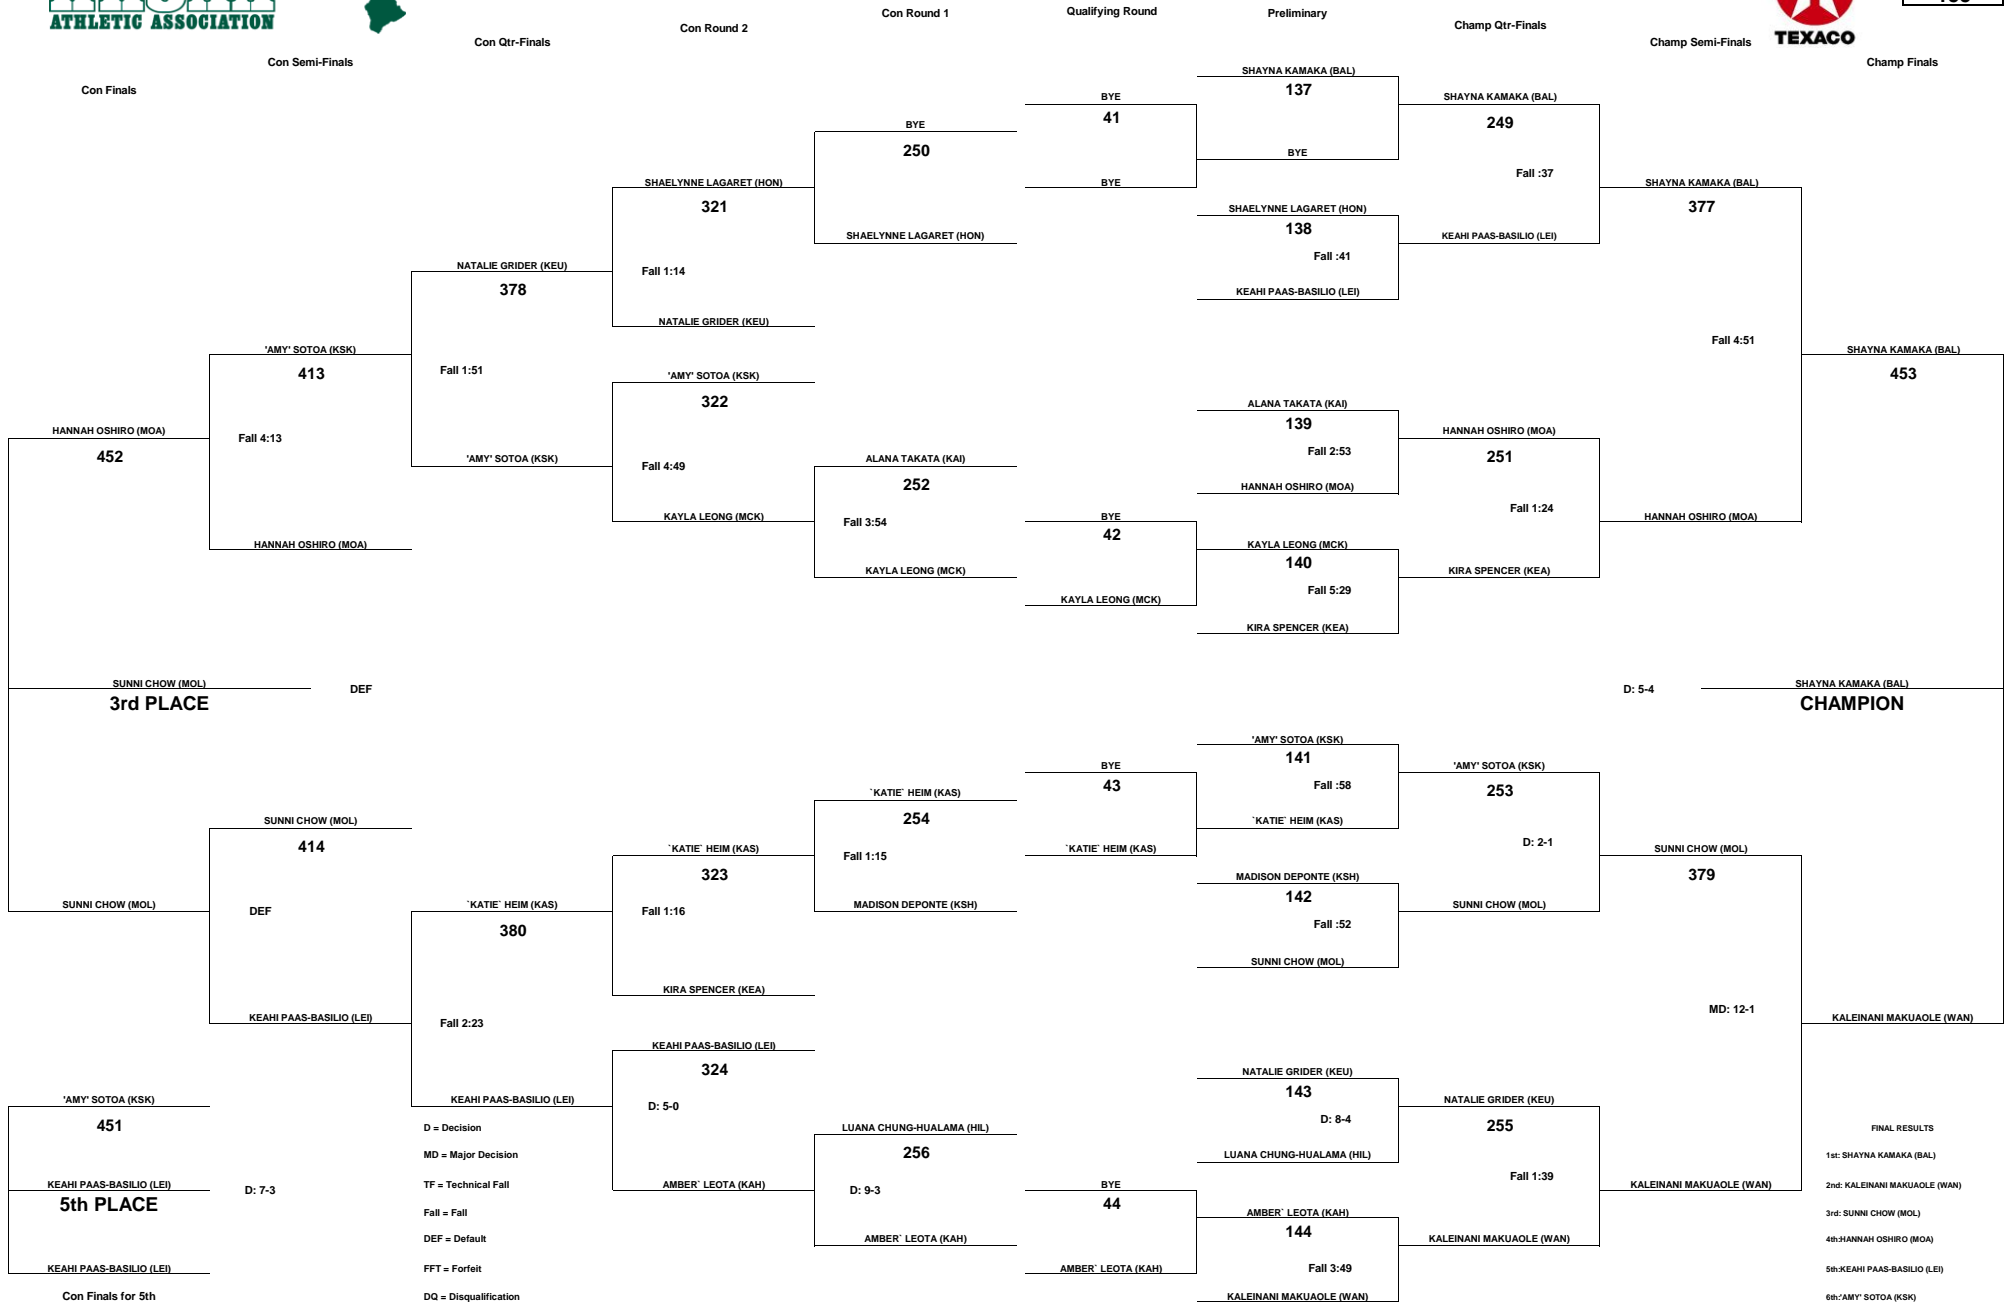 ATHLETIC ASSOCIATION
TEXACO
Con Finals
Con Semi-Finals
Con Qtr-Finals
Con Round 2
Con Round 1
Qualifying Round
Preliminary
Champ Qtr-Finals
Champ Semi-Finals
Champ Finals
HANNAH OSHIRO (MOA)
452
SUNNI CHOW (MOL)
3rd PLACE
DEF
SUNNI CHOW (MOL)
'AMY' SOTOA (KSK)
451
KEAHI PAAS-BASILIO (LEI)
D: 7-3
5th PLACE
KEAHI PAAS-BASILIO (LEI)
Con Finals for 5th
'AMY' SOTOA (KSK)
413
Fall 4:13
HANNAH OSHIRO (MOA)
SUNNI CHOW (MOL)
414
DEF
KEAHI PAAS-BASILIO (LEI)
NATALIE GRIDER (KEU)
378
Fall 1:51
'AMY' SOTOA (KSK)
`KATIE` HEIM (KAS)
380
Fall 2:23
KEAHI PAAS-BASILIO (LEI)
D = Decision
MD = Major Decision
TF = Technical Fall
Fall = Fall
DEF = Default
FFT = Forfeit
DQ = Disqualification
SHAELYNNE LAGARET (HON)
321
Fall 1:14
NATALIE GRIDER (KEU)
'AMY' SOTOA (KSK)
322
Fall 4:49
KAYLA LEONG (MCK)
`KATIE` HEIM (KAS)
323
Fall 1:16
KIRA SPENCER (KEA)
KEAHI PAAS-BASILIO (LEI)
324
D: 5-0
AMBER` LEOTA (KAH)
BYE
250
SHAELYNNE LAGARET (HON)
ALANA TAKATA (KAI)
252
Fall 3:54
KAYLA LEONG (MCK)
`KATIE` HEIM (KAS)
254
Fall 1:15
MADISON DEPONTE (KSH)
LUANA CHUNG-HUALAMA (HIL)
256
D: 9-3
AMBER` LEOTA (KAH)
BYE
41
BYE
BYE
42
KAYLA LEONG (MCK)
BYE
43
`KATIE` HEIM (KAS)
BYE
44
AMBER` LEOTA (KAH)
SHAYNA KAMAKA (BAL)
137
BYE
SHAELYNNE LAGARET (HON)
138
Fall :41
KEAHI PAAS-BASILIO (LEI)
ALANA TAKATA (KAI)
139
Fall 2:53
HANNAH OSHIRO (MOA)
KAYLA LEONG (MCK)
140
Fall 5:29
KIRA SPENCER (KEA)
'AMY' SOTOA (KSK)
141
Fall :58
`KATIE` HEIM (KAS)
MADISON DEPONTE (KSH)
142
Fall :52
SUNNI CHOW (MOL)
NATALIE GRIDER (KEU)
143
D: 8-4
LUANA CHUNG-HUALAMA (HIL)
AMBER` LEOTA (KAH)
144
Fall 3:49
KALEINANI MAKUAOLE (WAN)
SHAYNA KAMAKA (BAL)
249
Fall :37
KEAHI PAAS-BASILIO (LEI)
HANNAH OSHIRO (MOA)
251
Fall 1:24
KIRA SPENCER (KEA)
'AMY' SOTOA (KSK)
253
D: 2-1
SUNNI CHOW (MOL)
NATALIE GRIDER (KEU)
255
Fall 1:39
KALEINANI MAKUAOLE (WAN)
SHAYNA KAMAKA (BAL)
377
Fall 4:51
HANNAH OSHIRO (MOA)
SUNNI CHOW (MOL)
379
MD: 12-1
KALEINANI MAKUAOLE (WAN)
SHAYNA KAMAKA (BAL)
453
D: 5-4
SHAYNA KAMAKA (BAL)
CHAMPION
KALEINANI MAKUAOLE (WAN)
FINAL RESULTS
1st: SHAYNA KAMAKA (BAL)
2nd: KALEINANI MAKUAOLE (WAN)
3rd: SUNNI CHOW (MOL)
4th:HANNAH OSHIRO (MOA)
5th:KEAHI PAAS-BASILIO (LEI)
6th:'AMY' SOTOA (KSK)